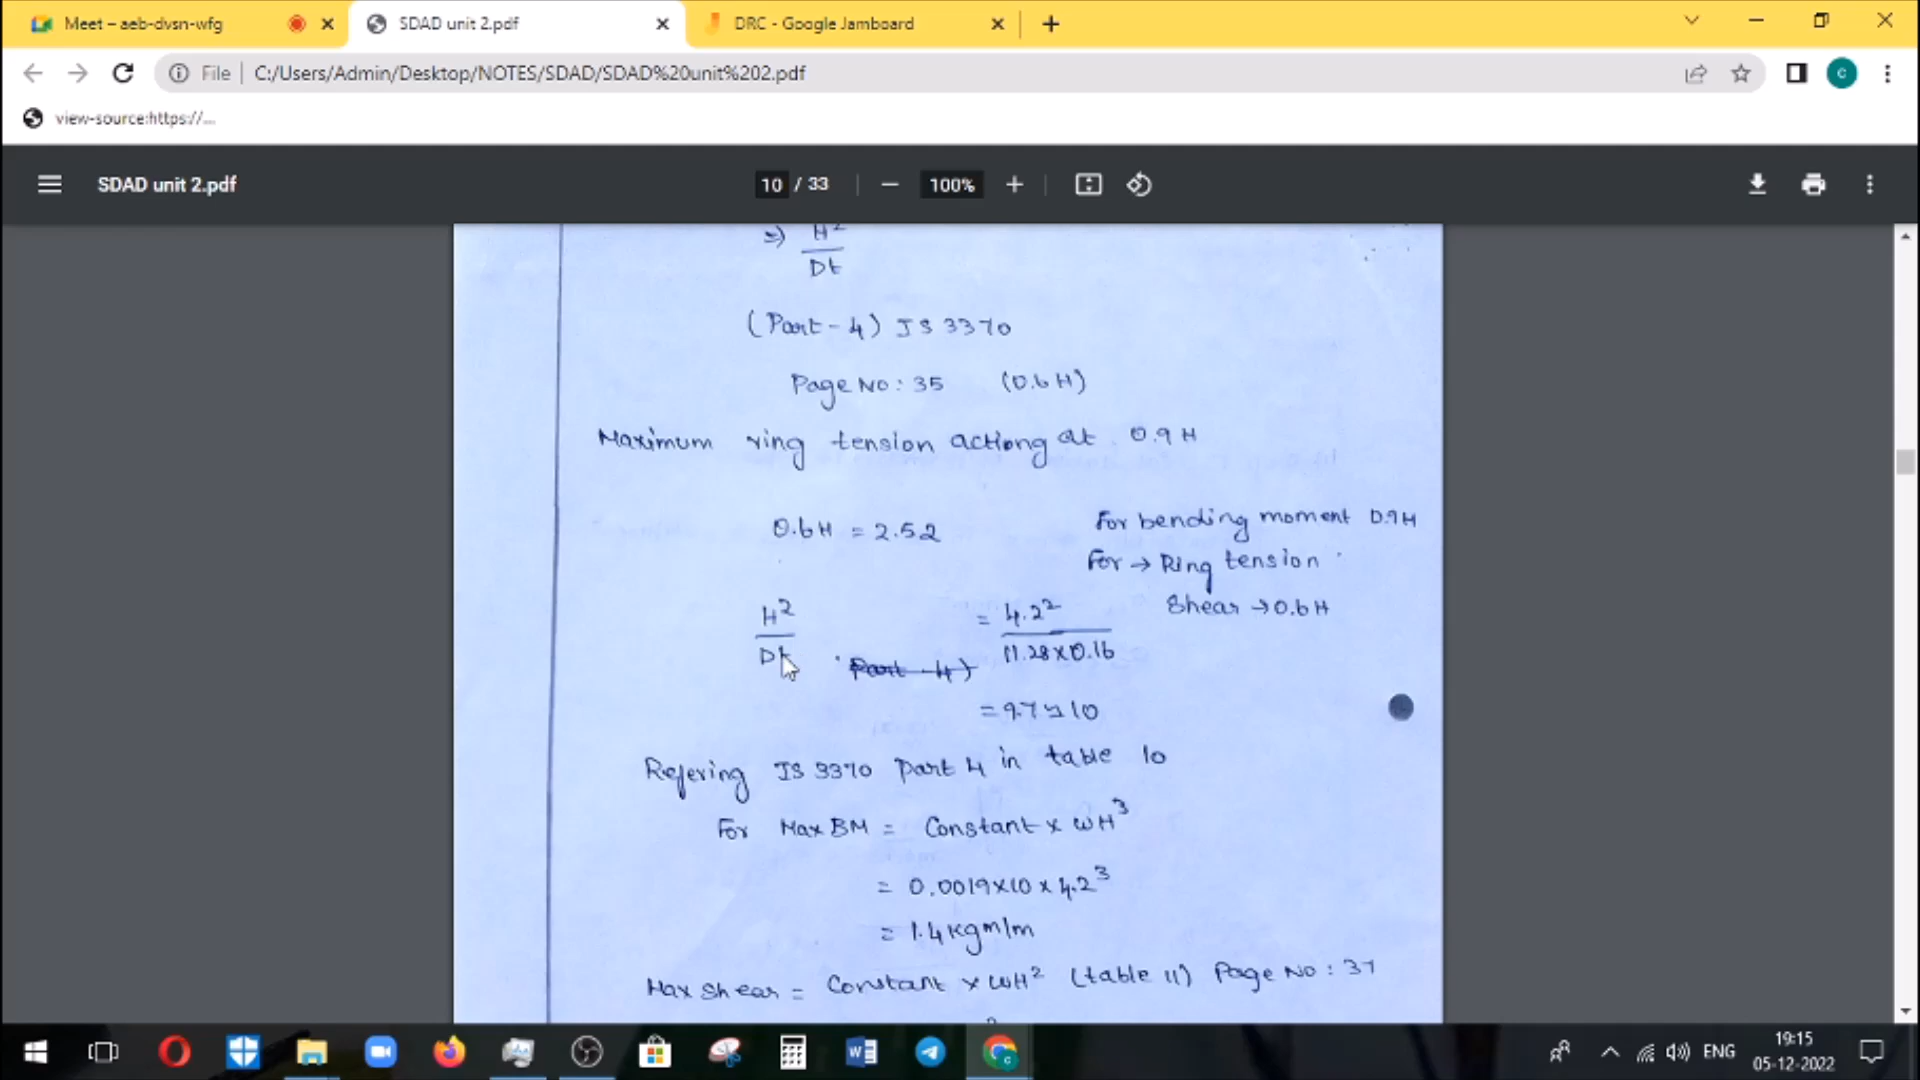 Meet – aeb-dvsn-wfg
SDAD unit 2.pdf
DRC - Google Jamboard
File C:/Users/Admin/Desktop/NOTES/SDAD/SDAD%20unit%202.pdf
view-source:https://...
SDAD unit 2.pdf
10 / 33
100%
=> H²
Dt
(Part - 4) IS 3370
Page No : 35 (0.6 H)
Maximum ring tension actiong at 0.9 H
0.6H = 2.52
For bending moment 0.9H
For → Ring tension
Shear → 0.6H
H² = 4.2²
Dt 11.28 x 0.16
Part - 4)
= 9.7 ≃ 10
Refering IS 3370 Part 4 in table 10
For Max BM = Constant x wH³
= 0.0019 x 10 x 4.2³
= 1.4 kgm/m
Max Shear = Constant x wH² (table 11) Page No : 37
ENG
19:15
05-12-2022